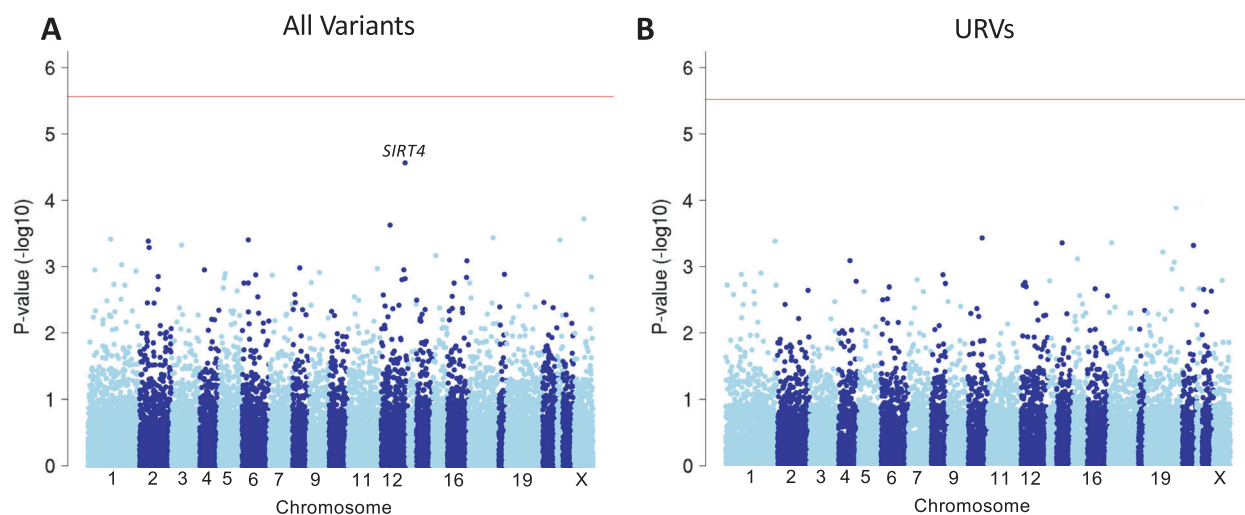 A
All Variants
P-value (-log10)
6
5
4
3
2
1
0
SIRT4
1 2 3 4 5 6 7 9 11 12 16 19 X
Chromosome
B
URVs
P-value (-log10)
6
5
4
3
2
1
0
1 2 3 4 5 6 7 9 11 12 16 19 X
Chromosome